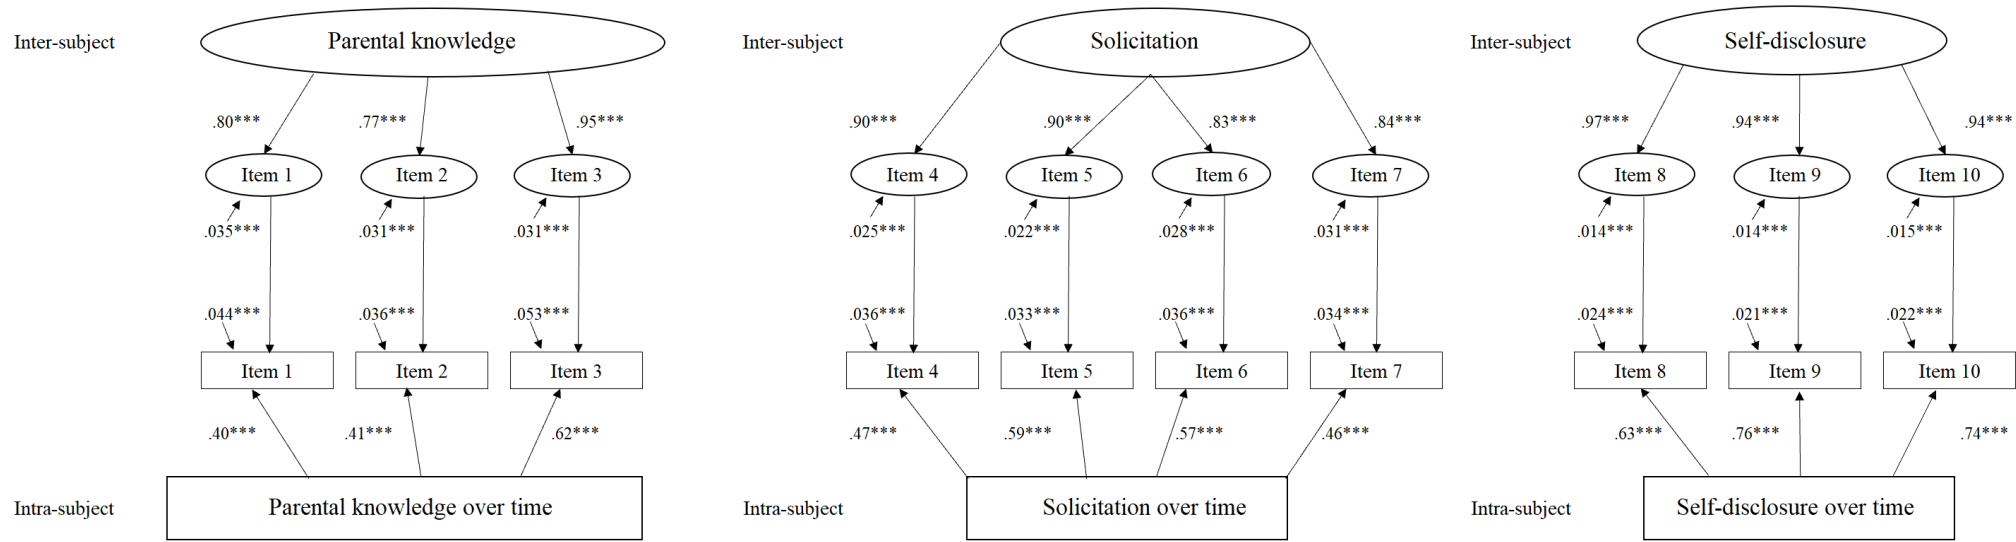 Inter-subject Parental knowledge Inter-subject Solicitation Inter-subject Self-disclosure
.80*** .77*** .95*** .90*** .90*** .83*** .84*** .97*** .94*** .94***
Item 1 Item 2 Item 3 Item 4 Item 5 Item 6 Item 7 Item 8 Item 9 Item 10
.035*** .031*** .031*** .025*** .022*** .028*** .031*** .014*** .014*** .015***
.044*** .036*** .053*** .036*** .033*** .036*** .034*** .024*** .021*** .022***
Item 1 Item 2 Item 3 Item 4 Item 5 Item 6 Item 7 Item 8 Item 9 Item 10
.40*** .41*** .62*** .47*** .59*** .57*** .46*** .63*** .76*** .74***
Intra-subject Parental knowledge over time Intra-subject Solicitation over time Intra-subject Self-disclosure over time